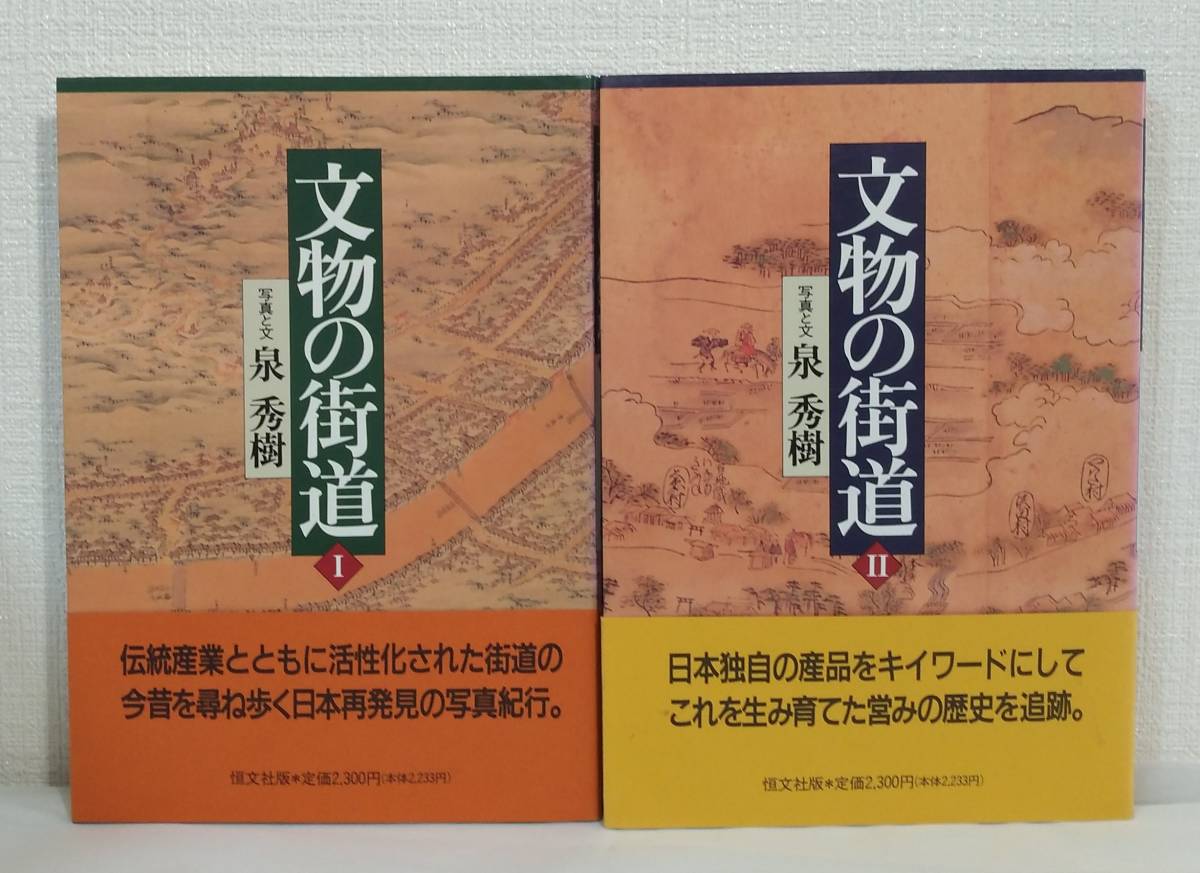 文物の街道
I
写真と文 泉 秀樹
伝統産業とともに活性化された街道の
今昔を尋ね歩く日本再発見の写真紀行。
恒文社版*定価2,300円(本体2,233円)
文物の街道
II
写真と文 泉 秀樹
日本独自の産品をキイワードにして
これを生み育てた営みの歴史を追跡。
恒文社版*定価2,300円(本体2,233円)